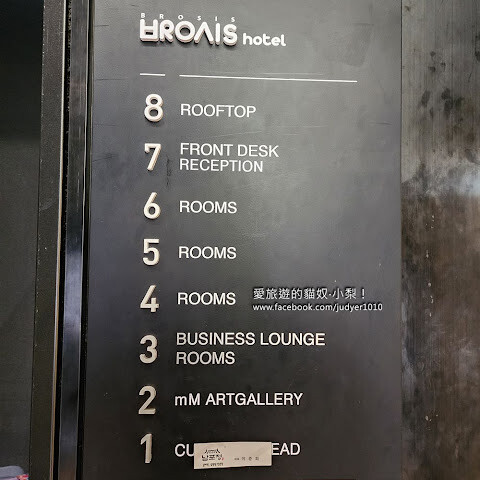 BROSIS
hotel
8 ROOFTOP
7 FRONT DESK
RECEPTION
6 ROOMS
5 ROOMS
4 ROOMS
愛旅遊的貓奴‧小梨！
www.facebook.com/judyer1010
3 BUSINESS LOUNGE
ROOMS
2 mM ARTGALLERY
1